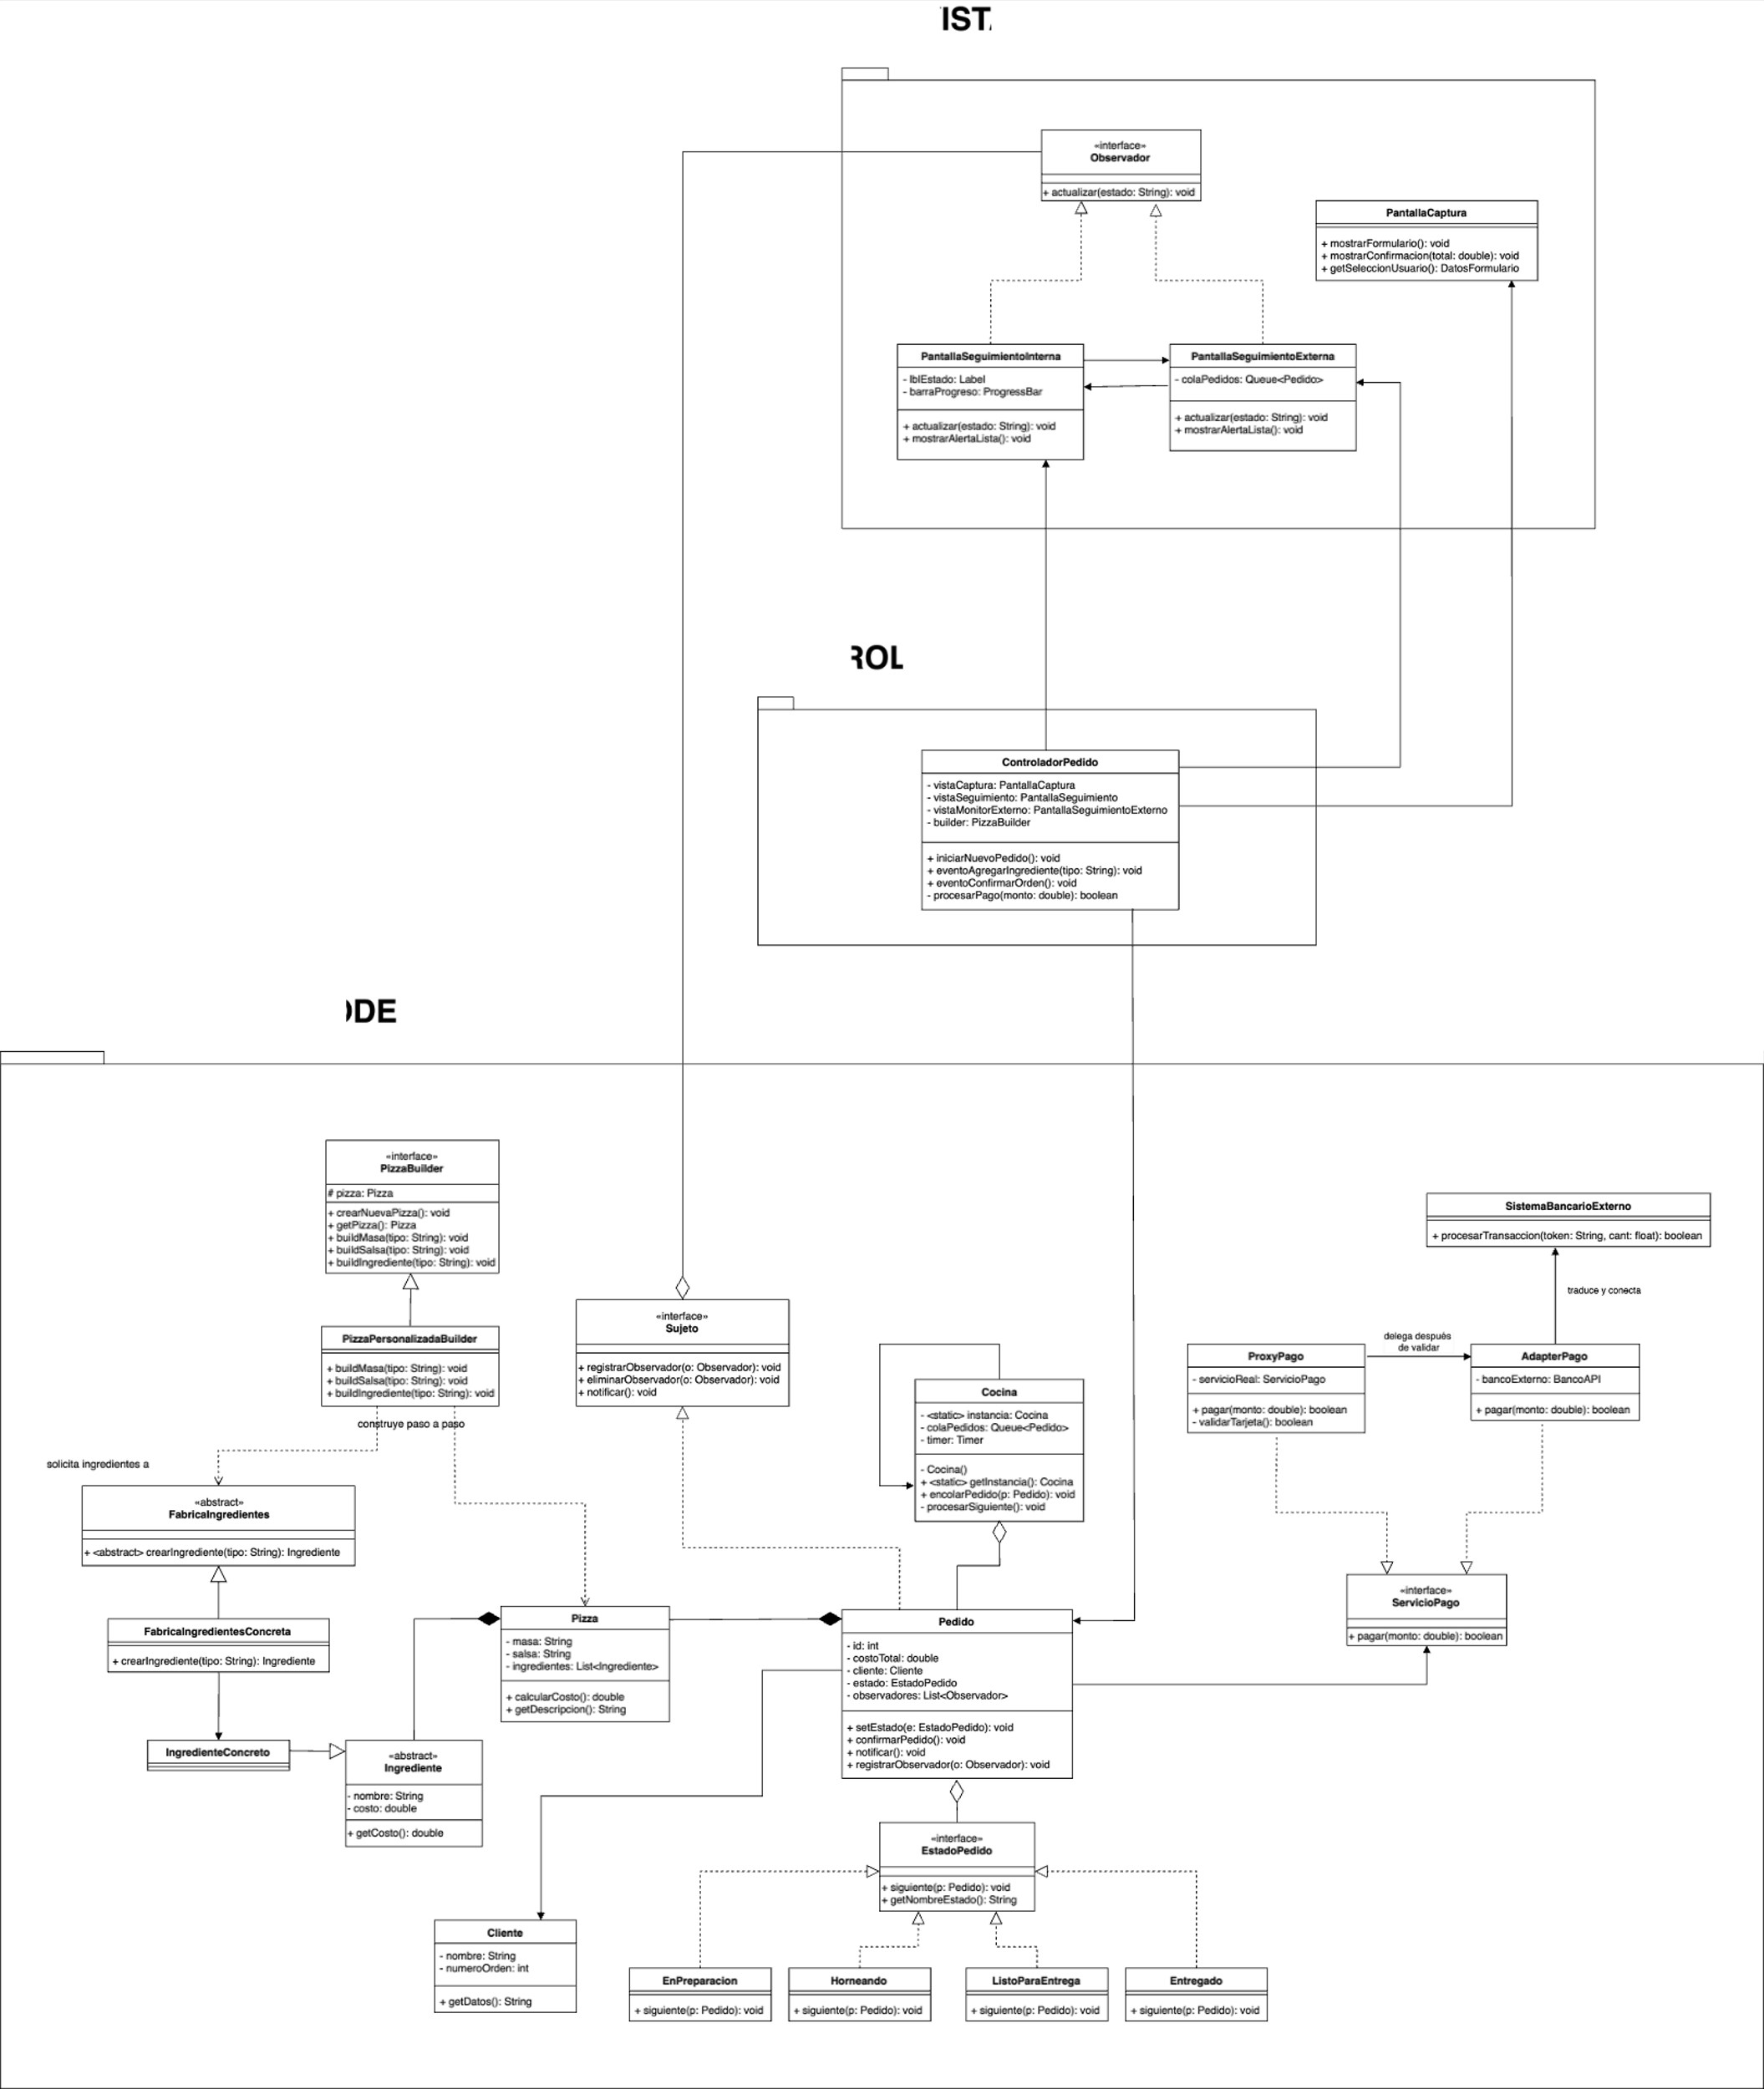 IST
«interface»
Observador
+ actualizar(estado: String): void
PantallaCaptura
+ mostrarFormulario(): void
+ mostrarConfirmacion(total: double): void
+ getSeleccionUsuario(): DatosFormulario
PantallaSeguimientoInterna
- lblEstado: Label
- barraProgreso: ProgressBar
+ actualizar(estado: String): void
+ mostrarAlertaLista(): void
PantallaSeguimientoExterna
- colaPedidos: Queue<Pedido>
+ actualizar(estado: String): void
+ mostrarAlertaLista(): void
ROL
ControladorPedido
- vistaCaptura: PantallaCaptura
- vistaSeguimiento: PantallaSeguimiento
- vistaMonitorExterno: PantallaSeguimientoExterno
- builder: PizzaBuilder
+ iniciarNuevoPedido(): void
+ eventoAgregarIngrediente(tipo: String): void
+ eventoConfirmarOrden(): void
- procesarPago(monto: double): boolean
ODE
«interface»
PizzaBuilder
# pizza: Pizza
+ crearNuevaPizza(): void
+ getPizza(): Pizza
+ buildMasa(tipo: String): void
+ buildSalsa(tipo: String): void
+ buildIngrediente(tipo: String): void
PizzaPersonalizadaBuilder
+ buildMasa(tipo: String): void
+ buildSalsa(tipo: String): void
+ buildIngrediente(tipo: String): void
construye paso a paso
solicita ingredientes a
«abstract»
FabricaIngredientes
+ <abstract> crearIngrediente(tipo: String): Ingrediente
FabricaIngredientesConcreta
+ crearIngrediente(tipo: String): Ingrediente
IngredienteConcreto
«abstract»
Ingrediente
- nombre: String
- costo: double
+ getCosto(): double
«interface»
Sujeto
+ registrarObservador(o: Observador): void
+ eliminarObservador(o: Observador): void
+ notificar(): void
Pizza
- masa: String
- salsa: String
- ingredientes: List<Ingrediente>
+ calcularCosto(): double
+ getDescripcion(): String
Cocina
- <static> instancia: Cocina
- colaPedidos: Queue<Pedido>
- timer: Timer
- Cocina()
+ <static> getInstancia(): Cocina
+ encolarPedido(p: Pedido): void
- procesarSiguiente(): void
Pedido
- id: int
- costoTotal: double
- cliente: Cliente
- estado: EstadoPedido
- observadores: List<Observador>
+ setEstado(e: EstadoPedido): void
+ confirmarPedido(): void
+ notificar(): void
+ registrarObservador(o: Observador): void
SistemaBancarioExterno
+ procesarTransaccion(token: String, cant: float): boolean
traduce y conecta
ProxyPago
- servicioReal: ServicioPago
+ pagar(monto: double): boolean
- validarTarjeta(): boolean
delega después
de validar
AdapterPago
- bancoExterno: BancoAPI
+ pagar(monto: double): boolean
«interface»
ServicioPago
+ pagar(monto: double): boolean
«interface»
EstadoPedido
+ siguiente(p: Pedido): void
+ getNombreEstado(): String
Cliente
- nombre: String
- numeroOrden: int
+ getDatos(): String
EnPreparacion
+ siguiente(p: Pedido): void
Horneando
+ siguiente(p: Pedido): void
ListoParaEntrega
+ siguiente(p: Pedido): void
Entregado
+ siguiente(p: Pedido): void